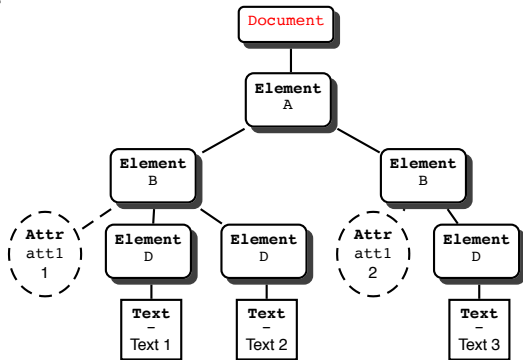 Document
Element
A
Element
B
Element
B
Attr
att1
1
Element
D
Element
D
Attr
att1
2
Element
D
Text
–
Text 1
Text
–
Text 2
Text
–
Text 3